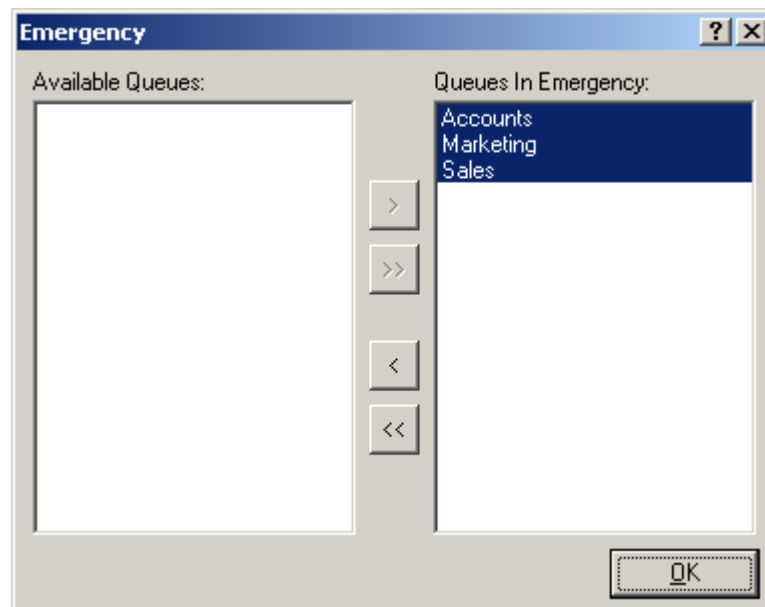 Emergency
Available Queues:
Queues In Emergency:
Accounts
Marketing
Sales
>
>>
<
<<
OK